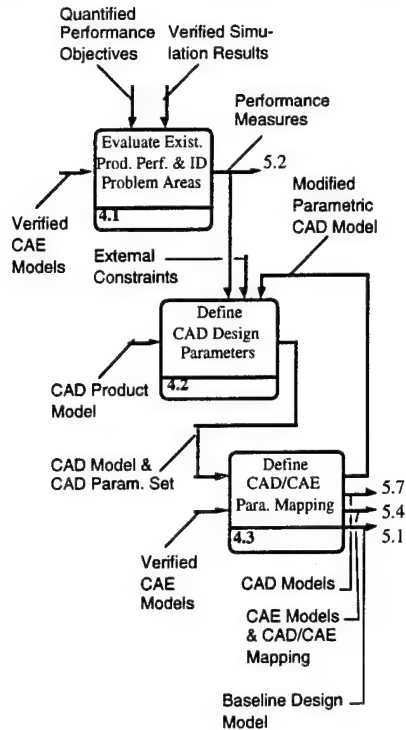 Quantified
Performance
Objectives
Verified Simu-
lation Results
Performance
Measures
Evaluate Exist.
Prod. Perf. & ID
Problem Areas
4.1
5.2
Verified
CAE
Models
Modified
Parametric
CAD Model
External
Constraints
Define
CAD Design
Parameters
4.2
CAD Product
Model
CAD Model &
CAD Param. Set
Define
CAD/CAE
Para. Mapping
4.3
5.7
5.4
5.1
Verified
CAE
Models
CAD Models
CAE Models
& CAD/CAE
Mapping
Baseline Design
Model